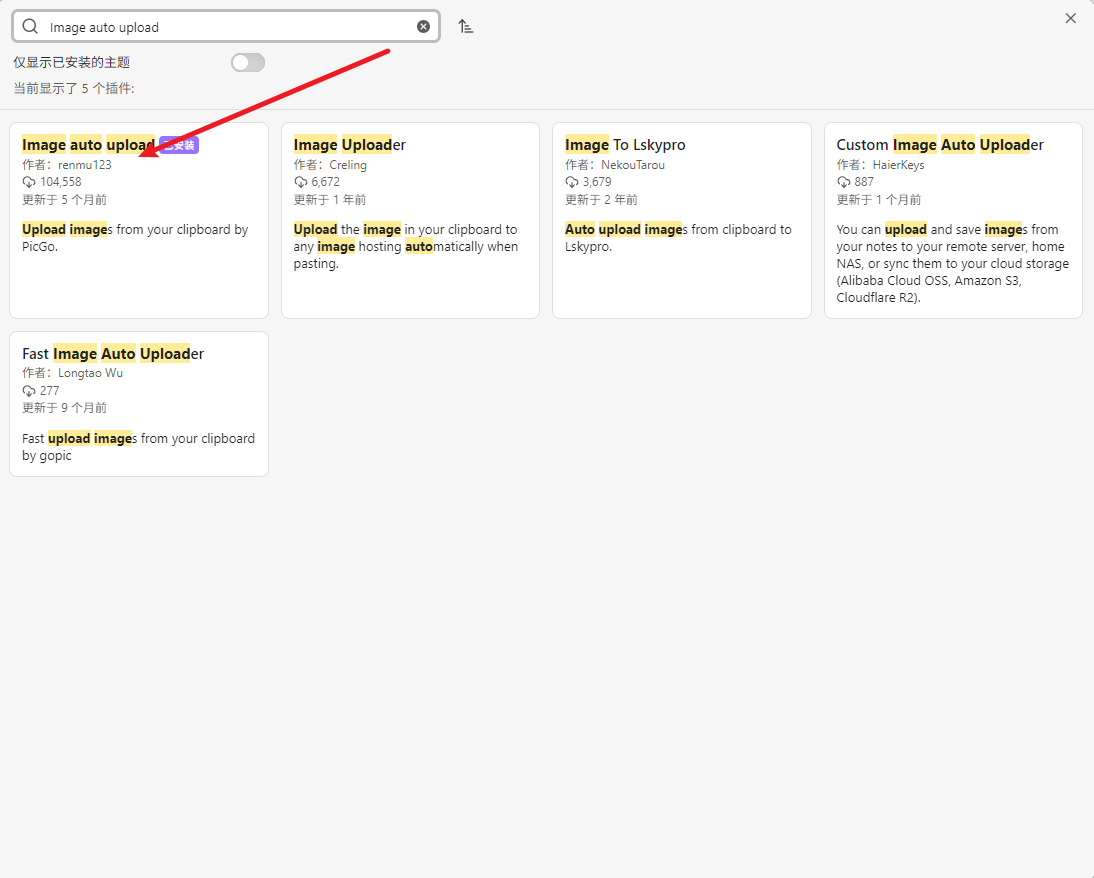 Image auto upload
仅显示已安装的主题
当前显示了 5 个插件:
Image auto upload 已安装
作者：renmu123
104,558
更新于 5 个月前
Upload images from your clipboard by
PicGo.
Image Uploader
作者：Creling
6,672
更新于 1 年前
Upload the image in your clipboard to
any image hosting automatically when
pasting.
Image To Lskypro
作者：NekouTarou
3,679
更新于 2 年前
Auto upload images from clipboard to
Lskypro.
Custom Image Auto Uploader
作者：HaierKeys
887
更新于 1 个月前
You can upload and save images from
your notes to your remote server, home
NAS, or sync them to your cloud storage
(Alibaba Cloud OSS, Amazon S3,
Cloudflare R2).
Fast Image Auto Uploader
作者：Longtao Wu
277
更新于 9 个月前
Fast upload images from your clipboard
by gopic